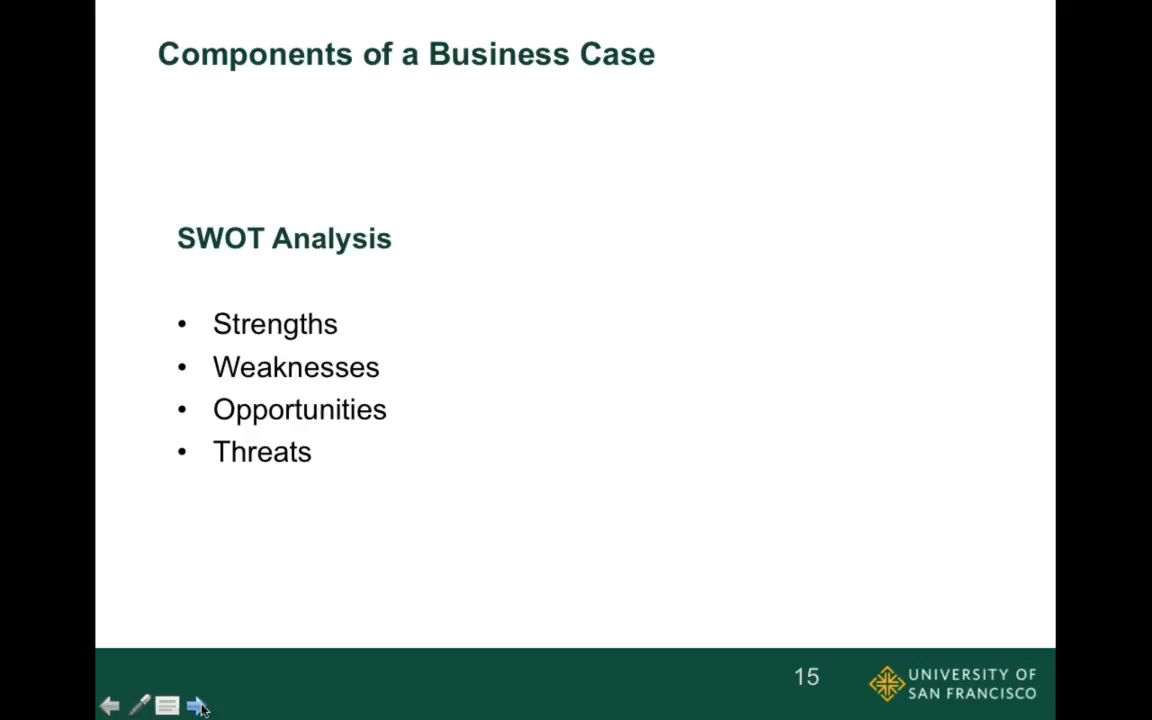 Components of a Business Case
SWOT Analysis
• Strengths
• Weaknesses
• Opportunities
• Threats
15
UNIVERSITY OF
SAN FRANCISCO